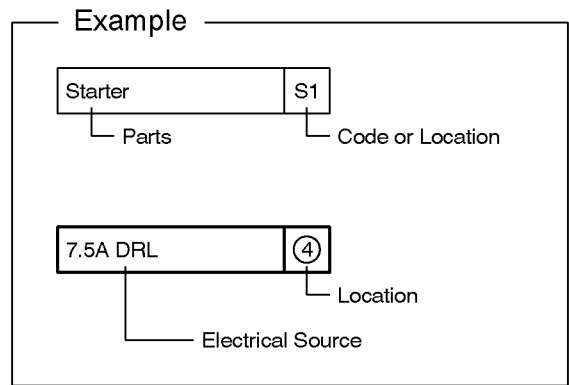 Example
Starter S1
Parts Code or Location
7.5A DRL 4
Location
Electrical Source